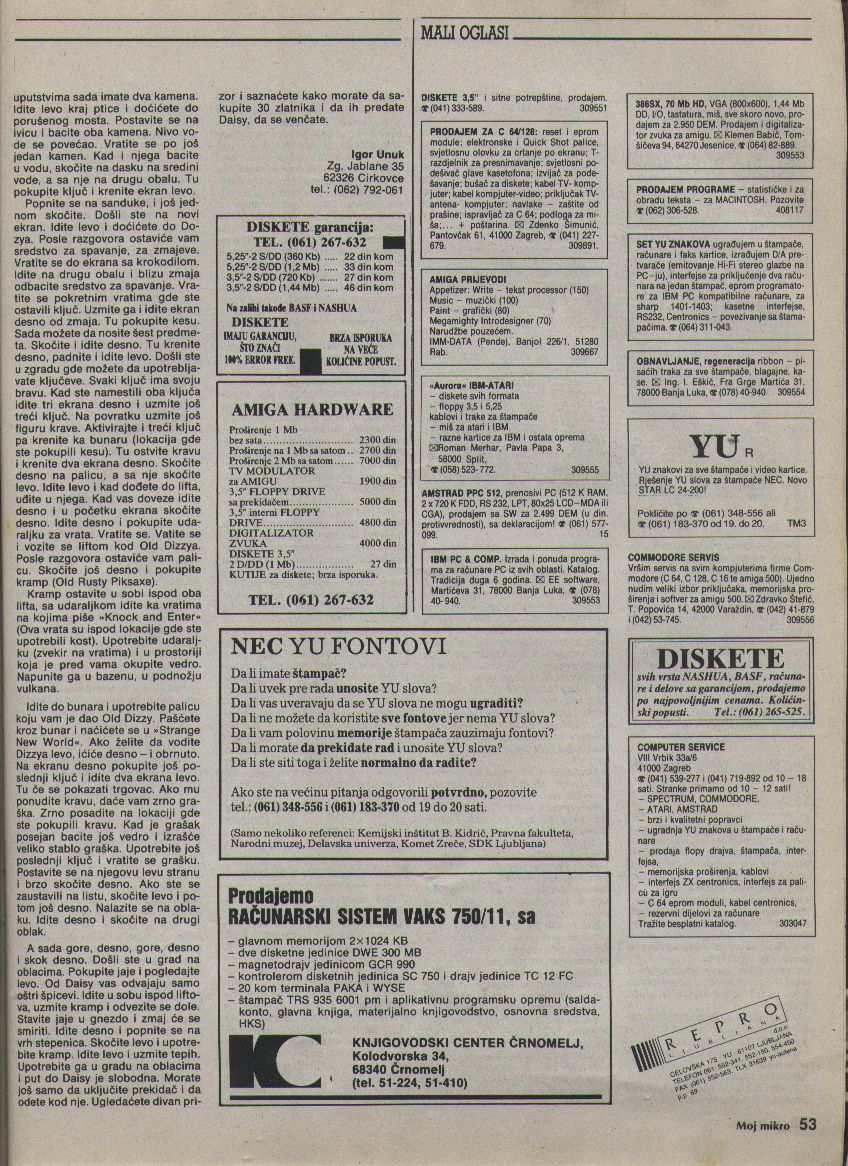 MALI OGLASI
uputstvima sada imate dva kamena.
Idite levo kraj ptice i doćićete do
porušenog mosta. Postavite se na
ivicu i bacite oba kamena. Nivo vo-
de se povećao. Vratite se po još
jedan kamen. Kad i njega bacite
u vodu, skočite na dasku na sredini
vode, a sa nje na drugu obalu. Tu
pokupite ključ i krenite ekran levo.
Popnite se na sanduke, i još jed-
nom skočite. Došli ste na novi
ekran. Idite levo i doćićete do Do-
zya. Posle razgovora ostavіće vam
sredstvo za spavanje, za zmajeve.
Vratite se do ekrana sa krokodilom.
Idite na drugu obalu i blizu zmaja
odbacite sredstvo za spavanje. Vra-
tite se pokretnim vratima gde ste
ostavili ključ. Uzmite ga i idite ekran
desno od zmaja. Tu pokupite kesu.
Sada možete da nosite šest predme-
ta. Skočite i idite desno. Tu krenite
desno, padnite i idite levo. Došli ste
u zgradu gde možete da upotreblja-
vate ključeve. Svaki ključ ima svoju
bravu. Kad ste namestili oba ključa
idite tri ekrana desno i uzmite još
treći ključ. Na povratku uzmite još
figuru krave. Aktivirajte i treći ključ
pa krenite ka bunaru (lokacija gde
ste pokupili kesu). Tu ostvite kravu
i krenite dva ekrana desno. Skočite
desno na palicu, a sa nje skočite
levo. Idite levo i kad dođete do lifta,
uđite u njega. Kad vas doveze idite
desno i u početku ekrana skočite
desno. Idite desno i pokupite uda-
raljku za vrata. Vratite se. Vatite se
i vozite se liftom kod Old Dizzya.
Posle razgovora ostaviće vam pali-
cu. Skočite još desno i pokupite
kramp (Old Rusty Piksaxe).
Kramp ostavite u sobi ispod oba
lifta, sa udaraljkom idite ka vratima
na kojima piše »Knock and Enter«
(Ova vrata su ispod lokacije gde ste
upotrebili kost). Upotrebite udaralj-
ku (zvekir na vratima) i u prostoriji
koja je pred vama okupite vedro.
Napunite ga u bazenu, u podnožju
vulkana.
Idite do bunara i upotrebite palicu
koju vam je dao Old Dizzy. Pašćete
kroz bunar i naćićete se u »Strange
New World«. Ako želite da vodite
Dizzya levo, ićiće desno – i obrnuto.
Na ekranu desno pokupite još po-
slednji ključ i idite dva ekrana levo.
Tu će se pokazati trgovac. Ako mu
ponudite kravu, daće vam zrno gra-
ška. Zrno posadite na lokaciji gde
ste pokupili kravu. Kad je grašak
posejan bacite još vedro i izrašće
veliko stablo graška. Upotrebite još
poslednji ključ i vratite se grašku.
Postavite se na njegovu levu stranu
i brzo skočite desno. Ako ste se
zaustavili na listu, skočite levo i po-
tom još desno. Nalazite se na obla-
ku. Idite desno i skočite na drugi
oblak.
A sada gore, desno, gore, desno
i skok desno. Došli ste u grad na
oblacima. Pokupite jaje i pogledajte
levo. Od Daisy vas odvajaju samo
oštri špicevi. Idite u sobu ispod lifto-
va, uzmite kramp i odvezite se dole.
Stavite jaje u gnezdo i zmaj će se
smiriti. Idite desno i popnite se na
vrh stepenica. Skočite levo i upotre-
bite kramp. Idite levo i uzmite tepih.
Upotrebite ga u gradu na oblacima
i put do Daisy je slobodna. Morate
još samo da uključite prekidač i da
odete kod nje. Ugledaćete divan pri-
zor i saznaćete kako morate da sa-
kupite 30 zlatnika i da ih predate
Daisy, da se venčate.
Igor Unuk
Zg. Jablane 35
62326 Cirkovce
tel.: (062) 792-061
DISKETE garancija:
TEL. (061) 267-632
5,25"-2 S/DD (360 Kb) ..... 22 din kom
5,25"-2 S/DD (1,2 Mb) ..... 33 din kom
3,5"-2 S/DD (720 Kb) ....... 27 din kom
3,5"-2 S/DD (1,44 Mb) ..... 46 din kom
Na zalihi takođe BASF i NASHUA
DISKETE
IMAJU GARANCIJU,
ŠTO ZNAČI
100% ERROR FREE.
BRZA ISPORUKA
NA VEĆE
KOLIČINE POPUST.
AMIGA HARDWARE
Proširenje 1 Mb
bez sata............................ 2300 din
Proširenje na 1 Mb sa satom .. 2700 din
Proširenje 2 Mb sa satom ...... 7000 din
TV MODULATOR
za AMIGU 1900 din
3,5" FLOPPY DRIVE
sa prekidačem.................... 5000 din
3,5" interni FLOPPY
DRIVE............................... 4800 din
DIGITALIZATOR
ZVUKA 4000 din
DISKETE 3,5"
2 D/DD (1 Mb).................. 27 din
KUTIJE za diskete; brza isporuka.
TEL. (061) 267-632
NEC YU FONTOVI
Da li imate štampač?
Da li uvek pre rada unosite YU slova?
Da li vas uveravaju da se YU slova ne mogu ugraditi?
Da li ne možete da koristite sve fontove jer nema YU slova?
Da li vam polovinu memorije štampača zauzimaju fontovi?
Da li morate da prekidate rad i unosite YU slova?
Da li ste siti toga i želite normalno da radite?
Ako ste na većinu pitanja odgovorili potvrdno, pozovite
tel.: (061) 348-556 i (061) 183-370 od 19 do 20 sati.
(Samo nekoliko referenci: Kemijski inštitut B. Kidrič, Pravna fakulteta,
Narodni muzej, Delavska univerza, Komet Zreče, SDK Ljubljana)
Prodajemo
RAČUNARSKI SISTEM VAKS 750/11, sa
– glavnom memorijom 2×1024 KB
– dve disketne jedinice DWE 300 MB
– magnetodrajv jedinicom GCR 990
– kontrolerom disketnih jedinica SC 750 i drajv jedinice TC 12 FC
– 20 kom terminala PAKA i WYSE
– štampač TRS 935 6001 pm i aplikativnu programsku opremu (salda-
konto, glavna knjiga, materijalno knjigovodstvo, osnovna sredstva,
HKS)
KC
KNJIGOVODSKI CENTER ČRNOMELJ,
Kolodvorska 34,
68340 Črnomelj
(tel. 51-224, 51-410)
DISKETE 3,5" i sitne potrepštine, prodajem.
☎ (041) 333-589. 309551
PRODAJEM ZA C 64/128: reset i eprom
module; elektronske i Quick Shot palice,
svjetlosnu olovku za crtanje po ekranu; T-
razdjelnik za presnimavanje; svjetlosni po-
dešivač glave kasetofona; izvijač za pode-
šavanje; bušač za diskete; kabel TV- komp-
juter; kabel kompjuter-video; priključak TV-
antena- kompjuter; navlake – zaštite od
prašine; ispravljač za C 64; podloga za mi-
ša;... + poštarina. ✉ Zdenko Šimunić,
Pantovčak 61, 41000 Zagreb, ☎ (041) 227-
679. 309891.
AMIGA PRIJEVODI
Appetizer: Write – tekst processor (150)
Music – muzički (100)
Paint – grafički (80)
Megamighty Introdesigner (70)
Narudžbe pouzećem.
IMM-DATA (Pende), Banjol 226/1, 51280
Rab. 309667
»Aurora« IBM-ATARI
– diskete svih formata
– floppy 3,5 i 5,25
kablovi i trake za štampače
– miš za atari i IBM
– razne kartice za IBM i ostala oprema
✉Roman Merhar, Pavla Papa 3,
58000 Split,
☎ (058) 523-772. 309555
AMSTRAD PPC 512, prenosivi PC (512 K RAM,
2 x 720 K FDD, RS 232, LPT, 80x25 LCD–MDA ili
CGA), prodajem sa SW za 2.499 DEM (u din.
protivvrednosti), sa deklaracijom! ☎ (061) 577-
099. 15
IBM PC & COMP. Izrada i ponuda progra-
ma za računare PC iz svih oblasti. Katalog.
Tradicija duga 6 godina. ✉ EE software,
Martićeva 31, 78000 Banja Luka, ☎ (078)
40-940. 309553
386SX, 70 Mb HD, VGA (800x600), 1,44 Mb
DD, I/O, tastatura, miš, sve skoro novo, pro-
dajem za 2.950 DEM. Prodajem i digitaliza-
tor zvuka za amigu. ✉ Klemen Babič, Tom-
šičeva 94, 64270 Jesenice, ☎ (064) 82-889.
309553
PRODAJEM PROGRAME – statističke i za
obradu teksta – za MACINTOSH. Pozovite
☎ (062) 306-528. 408117
SET YU ZNAKOVA ugrađujem u štampače,
računare i faks kartice, izrađujem D/A pre-
tvarače (emitovanje Hi-Fi stereo glazbe na
PC-ju), interfejse za priključenje dva raču-
nara na jedan štampač, eprom programato-
re za IBM PC kompatibilne računare, za
sharp 1401-1403; kasetne interfejse,
RS232, Centronics – povezivanje sa štama-
paćima. ☎ (064) 311-043.
OBNAVLJANJE, regeneracija ribbon – pi-
saćih traka za sve štampače, blagajne, ka-
se. ✉ Ing. I. Eškić, Fra Grge Martića 31,
78000 Banja Luka, ☎ (078) 40-940. 309554
YU R
YU znakovi za sve štampače i video kartice.
Rješenje YU slova za štampače NEC. Novo
STAR LC 24-200!
Pokličite po ☎ (061) 348-556 ali
☎ (061) 183-370 od 19. do 20. TM3
COMMODORE SERVIS
Vršim servis na svim kompjuterima firme Com-
modore (C 64, C 128, C 16 te amiga 500). Ujedno
nudim veliki izbor priključaka, memorijska pro-
širenja i softver za amigu 500. ✉ Zdravko Štefić,
T. Popovića 14, 42000 Varaždin, ☎ (042) 41-879
i (042) 53-745. 309556
DISKETE
svih vrsta NASHUA, BASF, računa-
re i delove sa garancijom, prodajemo
po najpovoljnijim cenama. Količin-
ski popusti. Tel.: (061) 265-525.
COMPUTER SERVICE
VIII Vrbik 33a/6
41000 Zagreb
☎ (041) 539-277 i (041) 719-892 od 10 – 18
sati. Stranke primamo od 10 – 12 sati!
– SPECTRUM, COMMODORE,
– ATARI, AMSTRAD
– brzi i kvalitetni popravci
– ugradnja YU znakova u štampače i raču-
nare
– prodaja flopy drajva, štampača, inter-
fejsa,
– memorijska proširenja, kablovi
– interfejs ZX centronics, interfejs za pali-
cu za igru
– C 64 eprom moduli, kabel centronics,
– rezervni dijelovi za računare
Tražite besplatni katalog. 303047
REPRO
LJUBLJANA
d.o.o
CELOVŠKA 175, YU - 61107 LJUBLJANA
TELEFON 061: 552-341, 552-150, 554-450
FAX (061) 552-563, TLX 31639 yu-autena
p.p. 69
Moj mikro 53